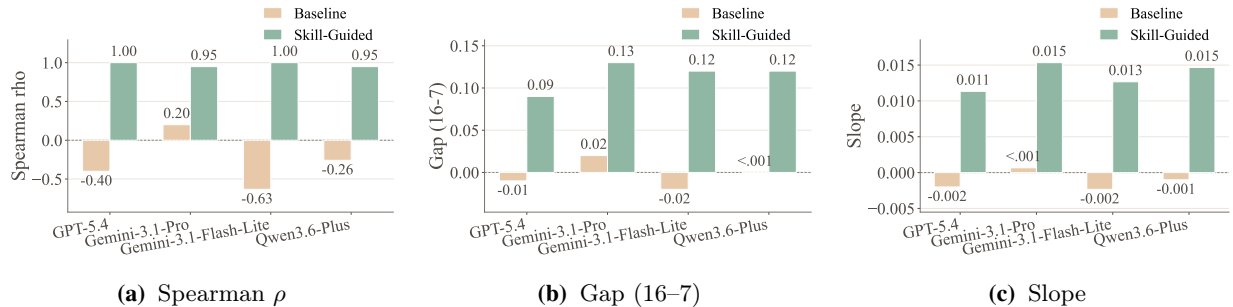 Baseline
Skill-Guided
Spearman rho
1.0
0.5
0.0
−0.5
1.00
0.95
1.00
0.95
-0.40
0.20
-0.63
-0.26
GPT-5.4
Gemini-3.1-Pro
Gemini-3.1-Flash-Lite
Qwen3.6-Plus
(a) Spearman ρ
Baseline
Skill-Guided
Gap (16-7)
0.15
0.10
0.05
0.00
0.09
0.13
0.12
0.12
-0.01
0.02
-0.02
<.001
GPT-5.4
Gemini-3.1-Pro
Gemini-3.1-Flash-Lite
Qwen3.6-Plus
(b) Gap (16–7)
Baseline
Skill-Guided
Slope
0.015
0.010
0.005
0.000
−0.005
0.011
0.015
0.013
0.015
-0.002
<.001
-0.002
-0.001
GPT-5.4
Gemini-3.1-Pro
Gemini-3.1-Flash-Lite
Qwen3.6-Plus
(c) Slope